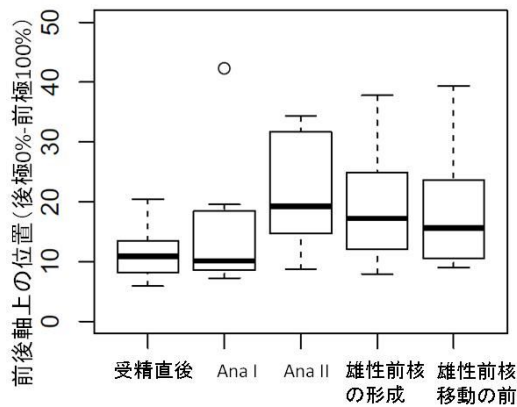 前後軸上の位置(後極0%-前極100%)
50
40
30
20
10
0
受精直後
Ana I
Ana II
雄性前核
の形成
雄性前核
移動の前